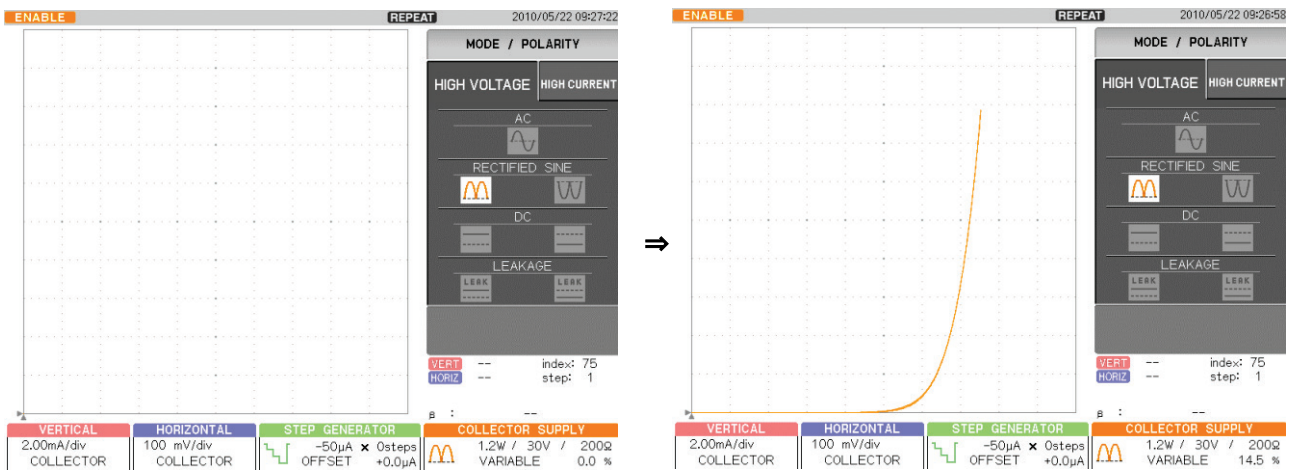 ENABLE REPEAT 2010/05/22 09:27:22
MODE / POLARITY
HIGH VOLTAGE HIGH CURRENT
AC
RECTIFIED SINE
DC
LEAKAGE
LEAK LEAK
VERT -- index: 75
HORIZ -- step: 1
β : --
VERTICAL HORIZONTAL STEP GENERATOR COLLECTOR SUPPLY
2.00mA/div 100 mV/div -50µA × 0steps 1.2W / 30V / 200Ω
COLLECTOR COLLECTOR OFFSET +0.0µA VARIABLE 0.0 %
⇒
ENABLE REPEAT 2010/05/22 09:26:58
MODE / POLARITY
HIGH VOLTAGE HIGH CURRENT
AC
RECTIFIED SINE
DC
LEAKAGE
LEAK LEAK
VERT -- index: 75
HORIZ -- step: 1
β : --
VERTICAL HORIZONTAL STEP GENERATOR COLLECTOR SUPPLY
2.00mA/div 100 mV/div -50µA × 0steps 1.2W / 30V / 200Ω
COLLECTOR COLLECTOR OFFSET +0.0µA VARIABLE 14.5 %